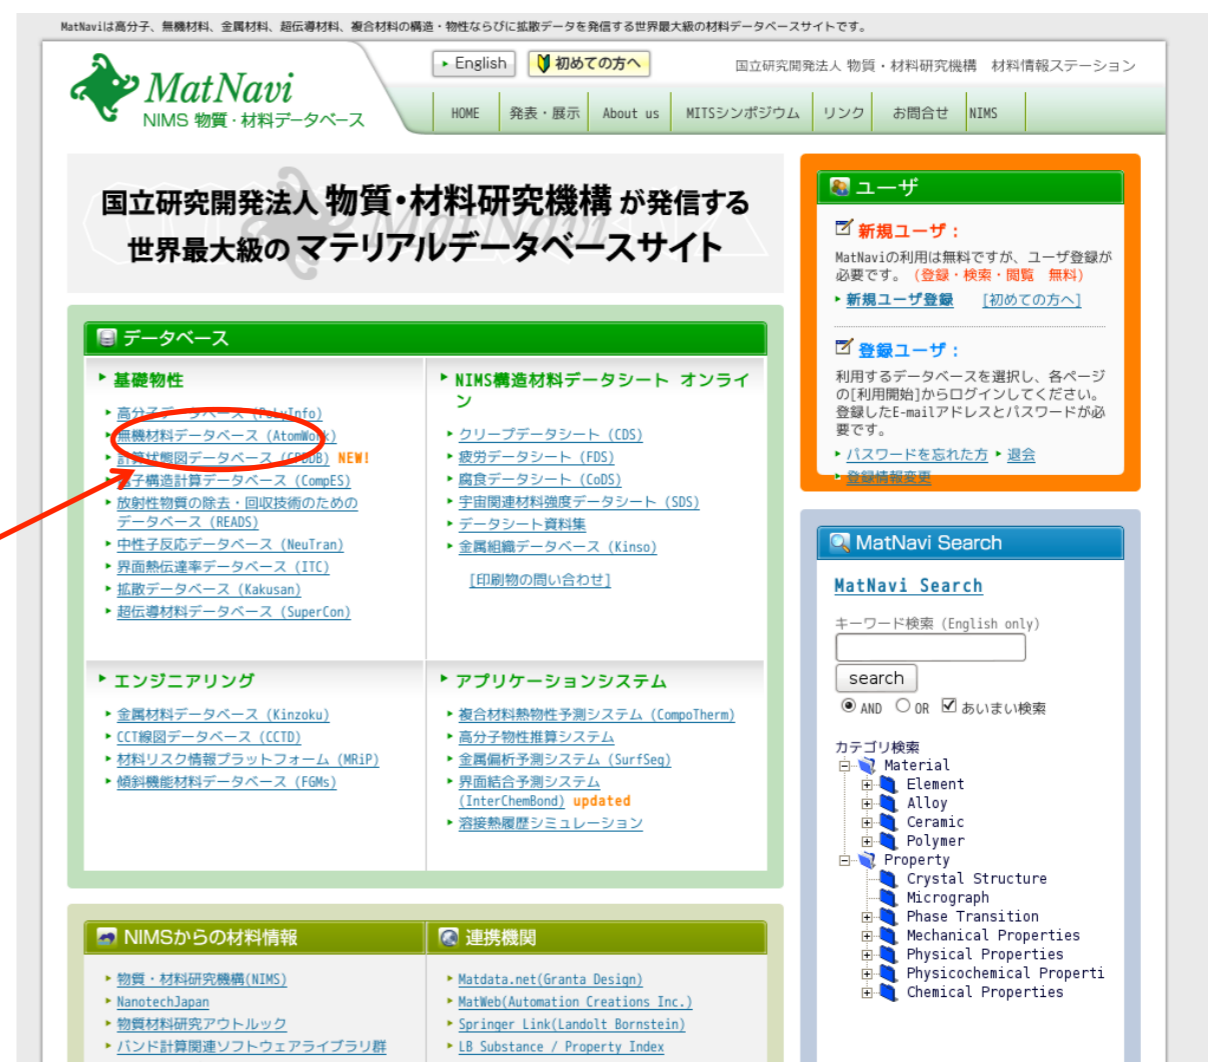 MatNaviは高分子、無機材料、金属材料、超伝導材料、複合材料の構造・物性ならびに拡散データを発信する世界最大級の材料データベースサイトです。
MatNavi
NIMS 物質・材料データベース
English
初めての方へ
国立研究開発法人 物質・材料研究機構 材料情報ステーション
HOME
発表・展示
About us
MITSシンポジウム
リンク
お問合せ
NIMS
国立研究開発法人 物質・材料研究機構 が発信する
世界最大級の マテリアルデータベースサイト
データベース
基礎物性
高分子データベース (PolyInfo)
無機材料データベース (AtomWork)
計算状態図データベース (CPDDB) NEW!
電子構造計算データベース (CompES)
放射性物質の除去・回収技術のための
データベース (READS)
中性子反応データベース (NeuTran)
界面熱伝達率データベース (ITC)
拡散データベース (Kakusan)
超伝導材料データベース (SuperCon)
NIMS構造材料データシート オンライ
ン
クリープデータシート (CDS)
疲労データシート (FDS)
腐食データシート (CoDS)
宇宙関連材料強度データシート (SDS)
データシート資料集
金属組織データベース (Kinso)
[印刷物の問い合わせ]
エンジニアリング
金属材料データベース (Kinzoku)
CCT線図データベース (CCTD)
材料リスク情報プラットフォーム (MRiP)
傾斜機能材料データベース (FGMs)
アプリケーションシステム
複合材料熱物性予測システム (CompoTherm)
高分子物性推算システム
金属偏析予測システム (SurfSeg)
界面結合予測システム
(InterChemBond) updated
溶接熱履歴シミュレーション
NIMSからの材料情報
物質・材料研究機構(NIMS)
NanotechJapan
物質材料研究アウトルック
バンド計算関連ソフトウェアライブラリ群
連携機関
Matdata.net(Granta Design)
MatWeb(Automation Creations Inc.)
Springer Link(Landolt Bornstein)
LB Substance / Property Index
ユーザ
新規ユーザ：
MatNaviの利用は無料ですが、ユーザ登録が
必要です。 (登録・検索・閲覧 無料)
新規ユーザ登録 [初めての方へ]
登録ユーザ：
利用するデータベースを選択し、各ページ
の[利用開始]からログインしてください。
登録したE-mailアドレスとパスワードが必
要です。
パスワードを忘れた方 退会
登録情報変更
MatNavi Search
MatNavi Search
キーワード検索 (English only)
search
AND OR あいまい検索
カテゴリ検索
Material
Element
Alloy
Ceramic
Polymer
Property
Crystal Structure
Micrograph
Phase Transition
Mechanical Properties
Physical Properties
Physicochemical Properti
Chemical Properties